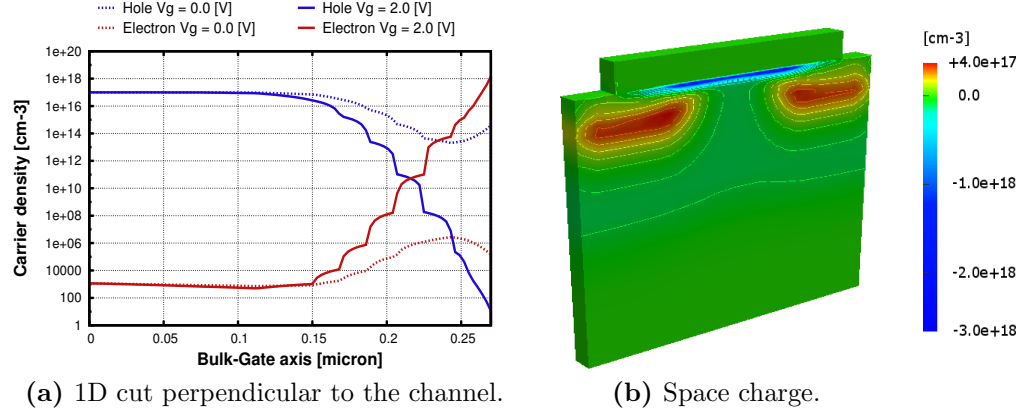 Hole Vg = 0.0 [V] Hole Vg = 2.0 [V]
Electron Vg = 0.0 [V] Electron Vg = 2.0 [V]
1e+20
1e+18
1e+16
1e+14
1e+12
1e+10
1e+08
1e+06
10000
100
1
Carrier density [cm-3]
0 0.05 0.1 0.15 0.2 0.25
Bulk-Gate axis [micron]
(a) 1D cut perpendicular to the channel.
[cm-3]
+4.0e+17
0.0
-1.0e+18
-2.0e+18
-3.0e+18
(b) Space charge.